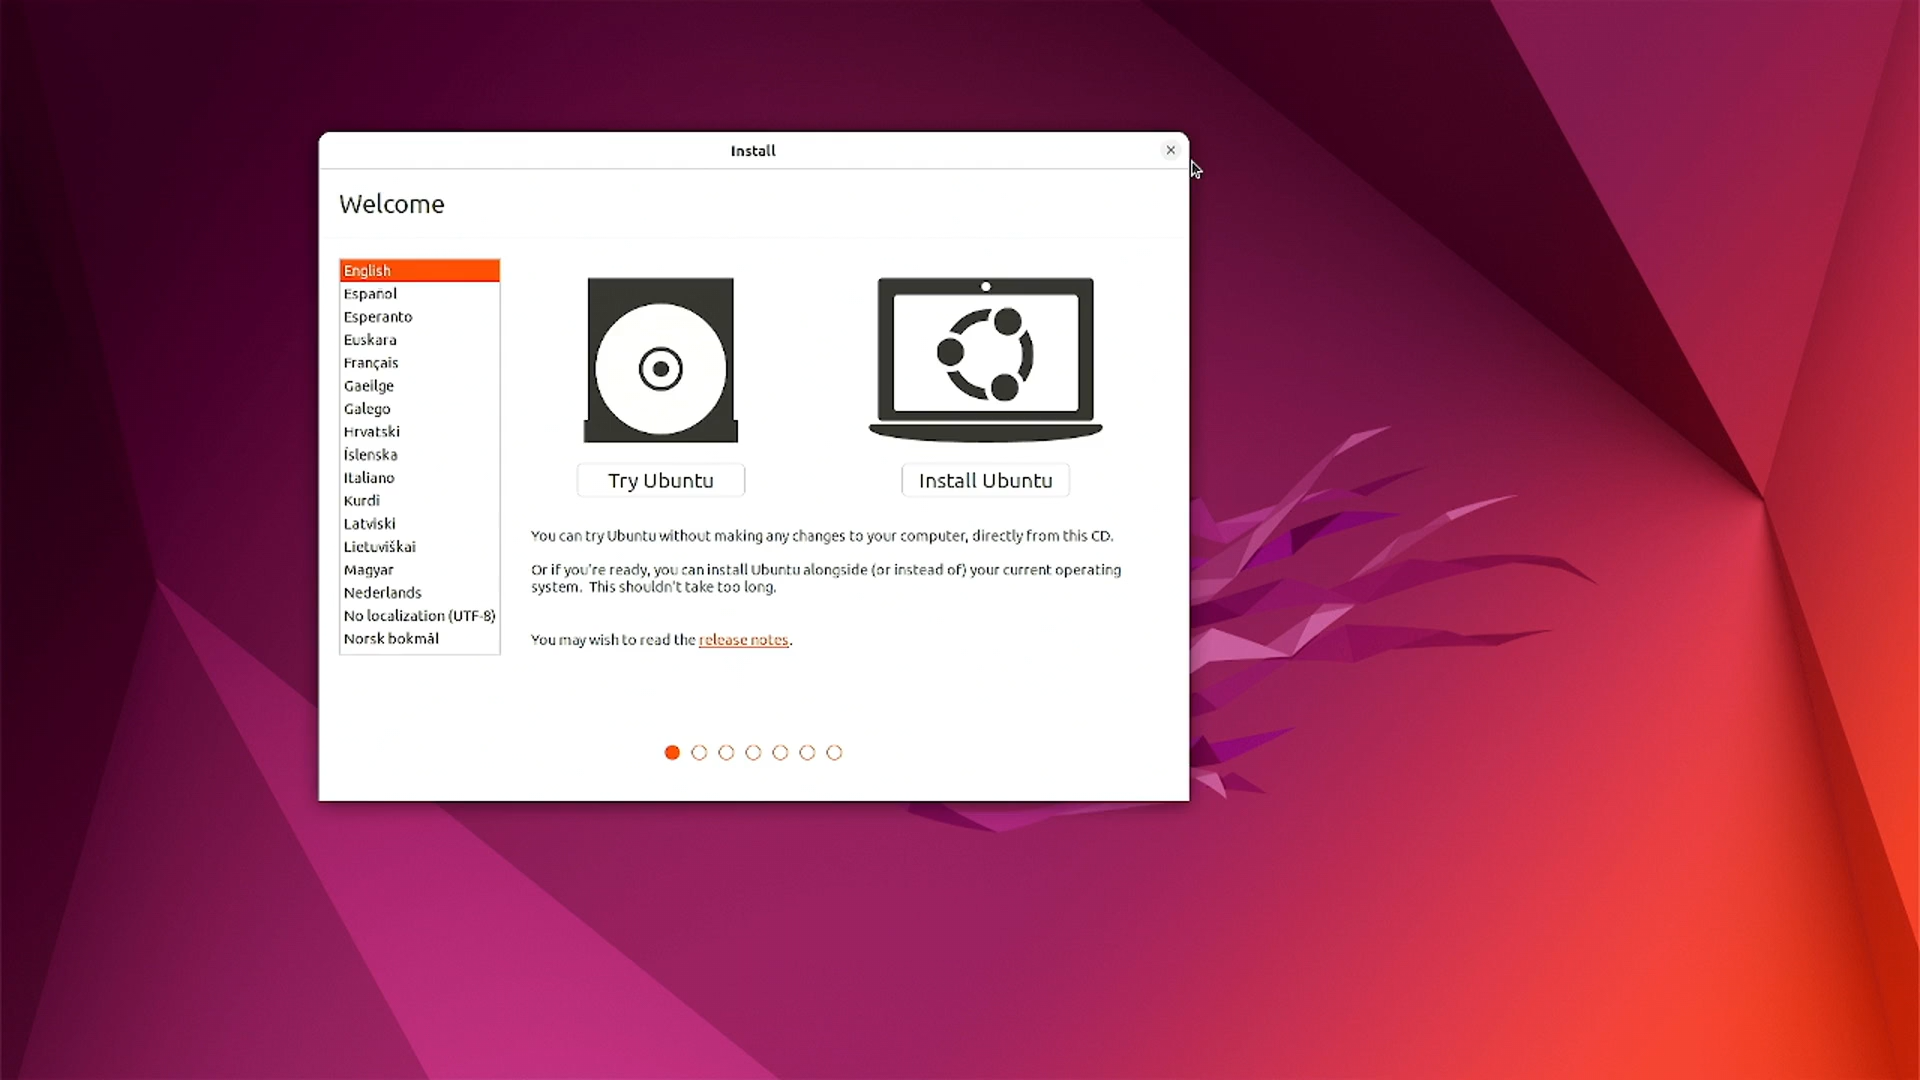 Install
Welcome
English
Español
Esperanto
Euskara
Français
Gaeilge
Galego
Hrvatski
Íslenska
Italiano
Kurdî
Latviski
Lietuviškai
Magyar
Nederlands
No localization (UTF-8)
Norsk bokmål
Try Ubuntu
Install Ubuntu
You can try Ubuntu without making any changes to your computer, directly from this CD.
Or if you're ready, you can install Ubuntu alongside (or instead of) your current operating
system. This shouldn't take too long.
You may wish to read the release notes.